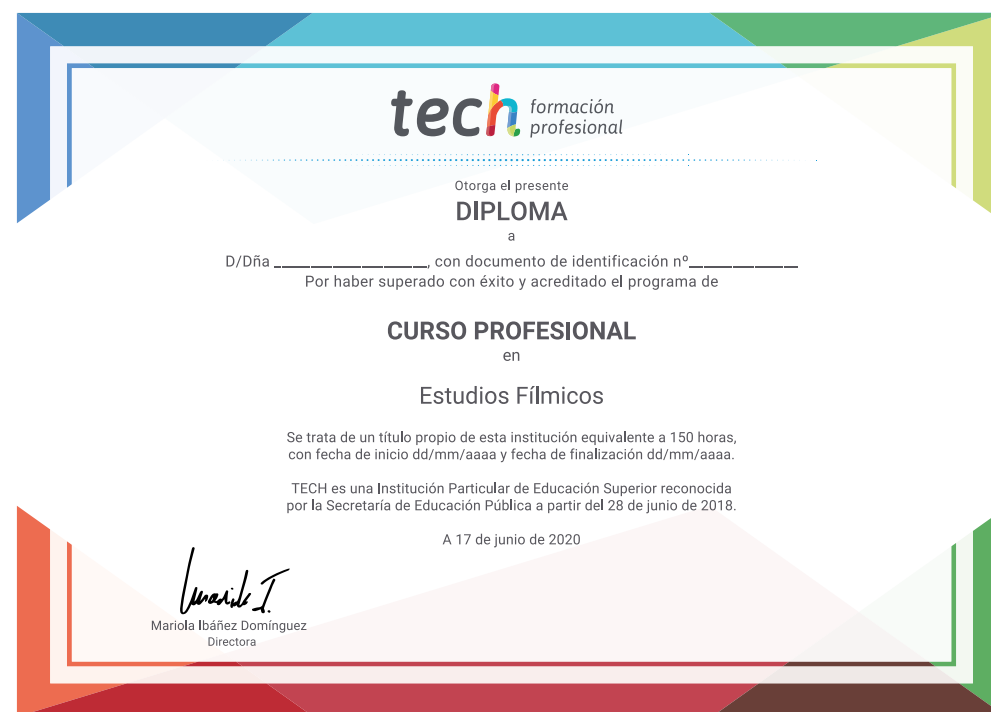 tech formación
profesional
Otorga el presente
DIPLOMA
a
D/Dña ____________________, con documento de identificación nº______________
Por haber superado con éxito y acreditado el programa de
CURSO PROFESIONAL
en
Estudios Fílmicos
Se trata de un título propio de esta institución equivalente a 150 horas,
con fecha de inicio dd/mm/aaaa y fecha de finalización dd/mm/aaaa.
TECH es una Institución Particular de Educación Superior reconocida
por la Secretaría de Educación Pública a partir del 28 de junio de 2018.
A 17 de junio de 2020
Mariola I.
Mariola Ibáñez Domínguez
Directora